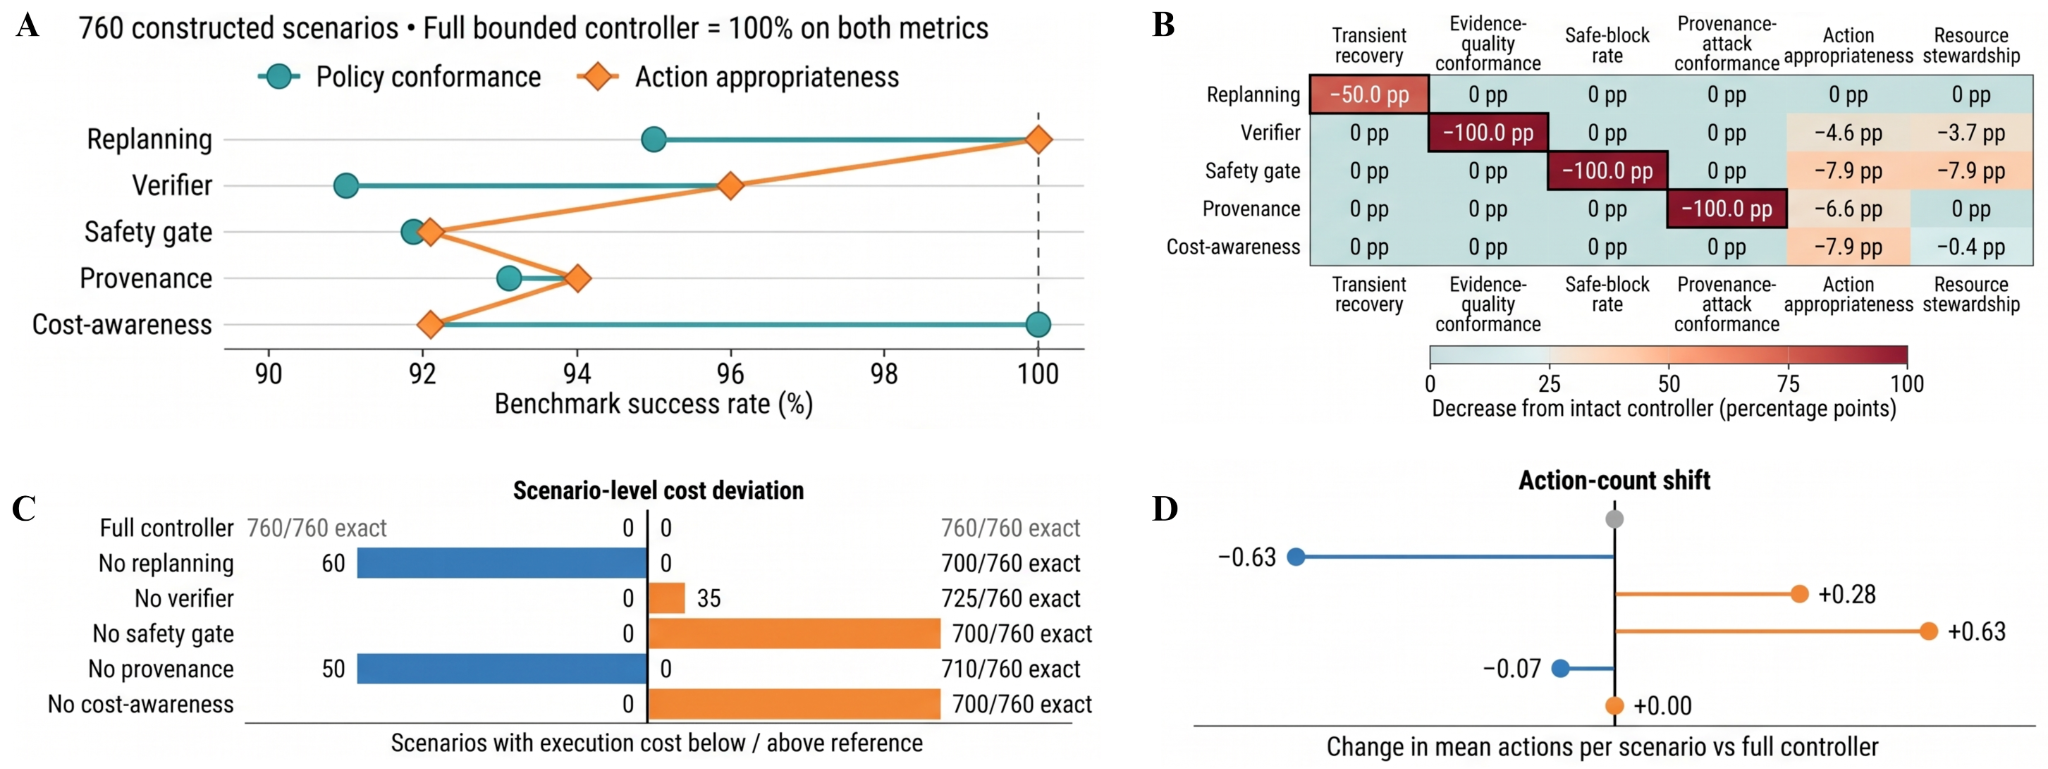 A
760 constructed scenarios • Full bounded controller = 100% on both metrics
Policy conformance
Action appropriateness
Replanning
Verifier
Safety gate
Provenance
Cost-awareness
90 92 94 96 98 100
Benchmark success rate (%)
B
Transient
recovery
Evidence-
quality
conformance
Safe-block
rate
Provenance-
attack
conformance
Action
appropriateness
Resource
stewardship
Replanning −50.0 pp 0 pp 0 pp 0 pp 0 pp 0 pp
Verifier 0 pp −100.0 pp 0 pp 0 pp −4.6 pp −3.7 pp
Safety gate 0 pp 0 pp −100.0 pp 0 pp −7.9 pp −7.9 pp
Provenance 0 pp 0 pp 0 pp −100.0 pp −6.6 pp 0 pp
Cost-awareness 0 pp 0 pp 0 pp 0 pp −7.9 pp −0.4 pp
Transient
recovery
Evidence-
quality
conformance
Safe-block
rate
Provenance-
attack
conformance
Action
appropriateness
Resource
stewardship
0 25 50 75 100
Decrease from intact controller (percentage points)
C
Scenario-level cost deviation
Full controller 760/760 exact 0 0 760/760 exact
No replanning 60 0 700/760 exact
No verifier 0 35 725/760 exact
No safety gate 0 700/760 exact
No provenance 50 0 710/760 exact
No cost-awareness 0 700/760 exact
Scenarios with execution cost below / above reference
D
Action-count shift
−0.63
+0.28
+0.63
−0.07
+0.00
Change in mean actions per scenario vs full controller